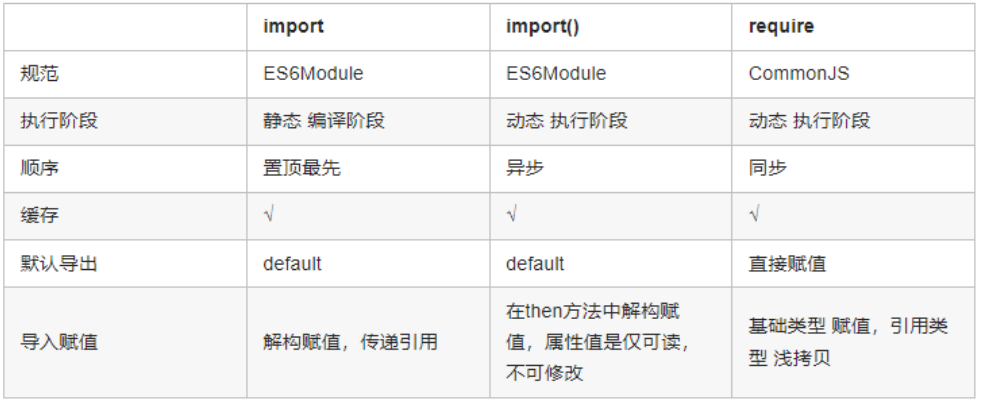 import import() require
规范 ES6Module ES6Module CommonJS
执行阶段 静态 编译阶段 动态 执行阶段 动态 执行阶段
顺序 置顶最先 异步 同步
缓存 √ √ √
默认导出 default default 直接赋值
导入赋值 解构赋值，传递引用 在then方法中解构赋
值，属性值是仅可读，
不可修改 基础类型 赋值，引用类
型 浅拷贝